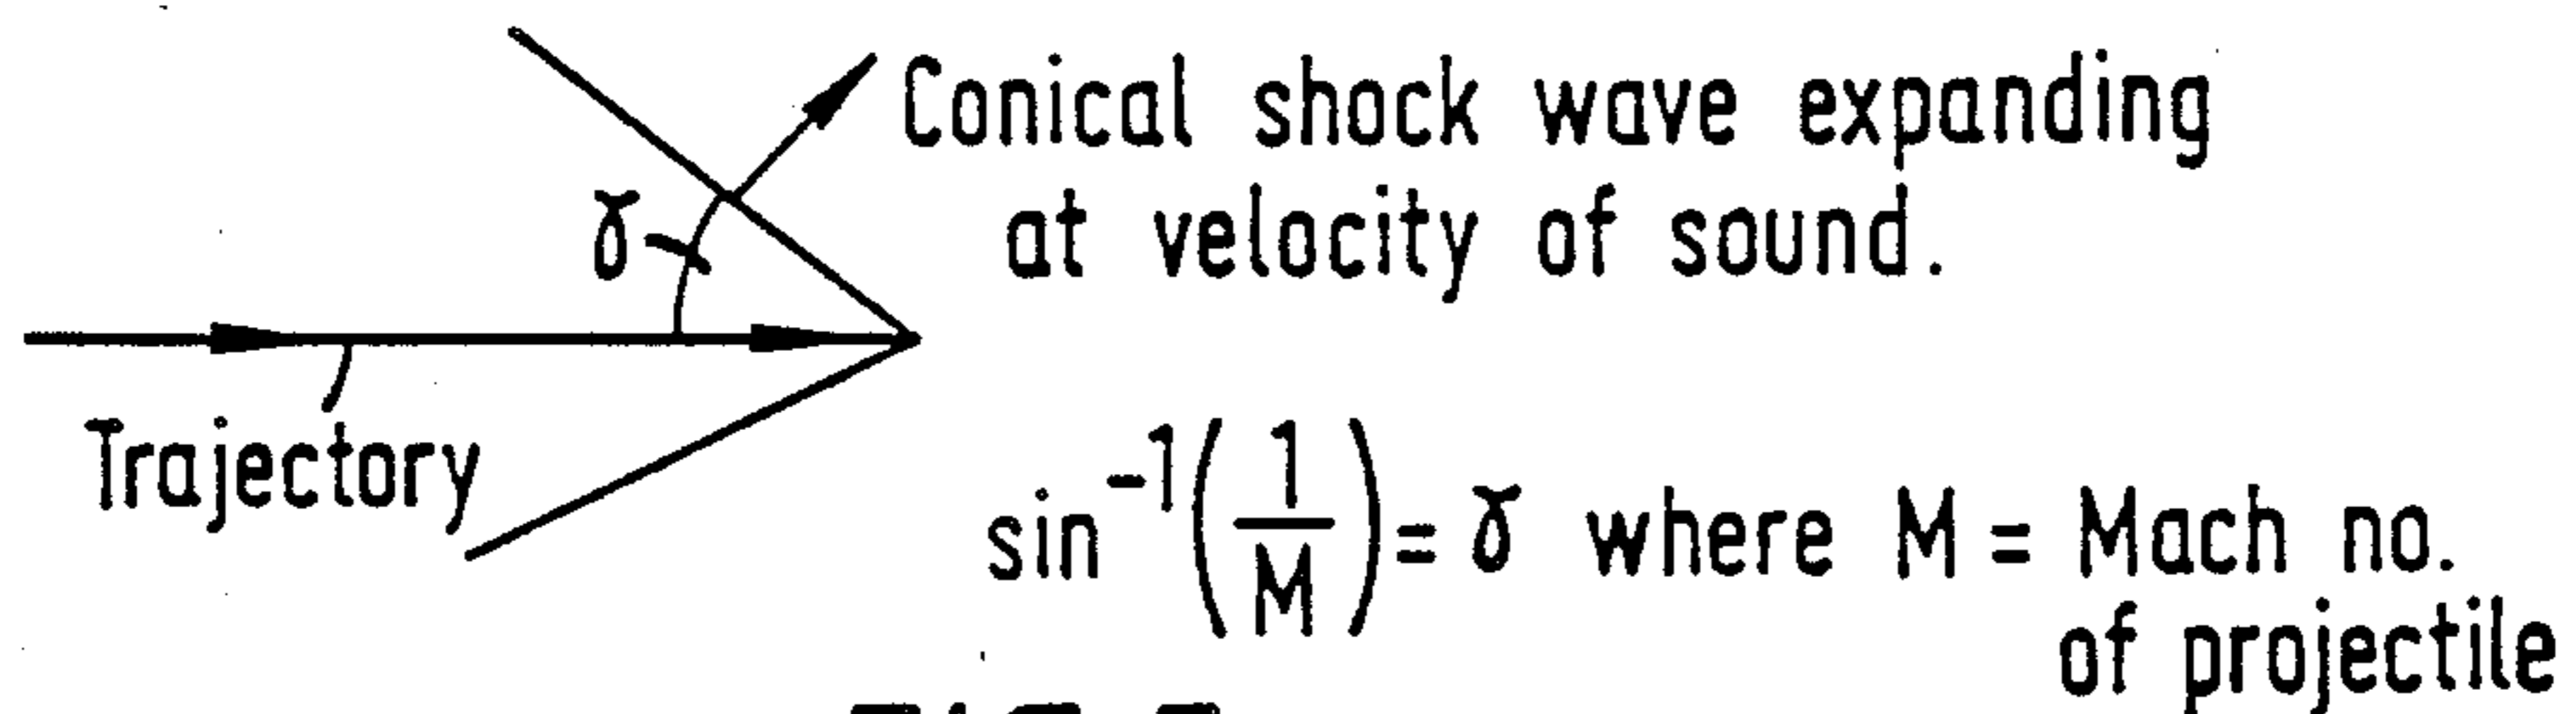 Conical shock wave expanding
at velocity of sound.
γ
Trajectory
sin⁻¹(1/M) = γ where M = Mach no.
of projectile